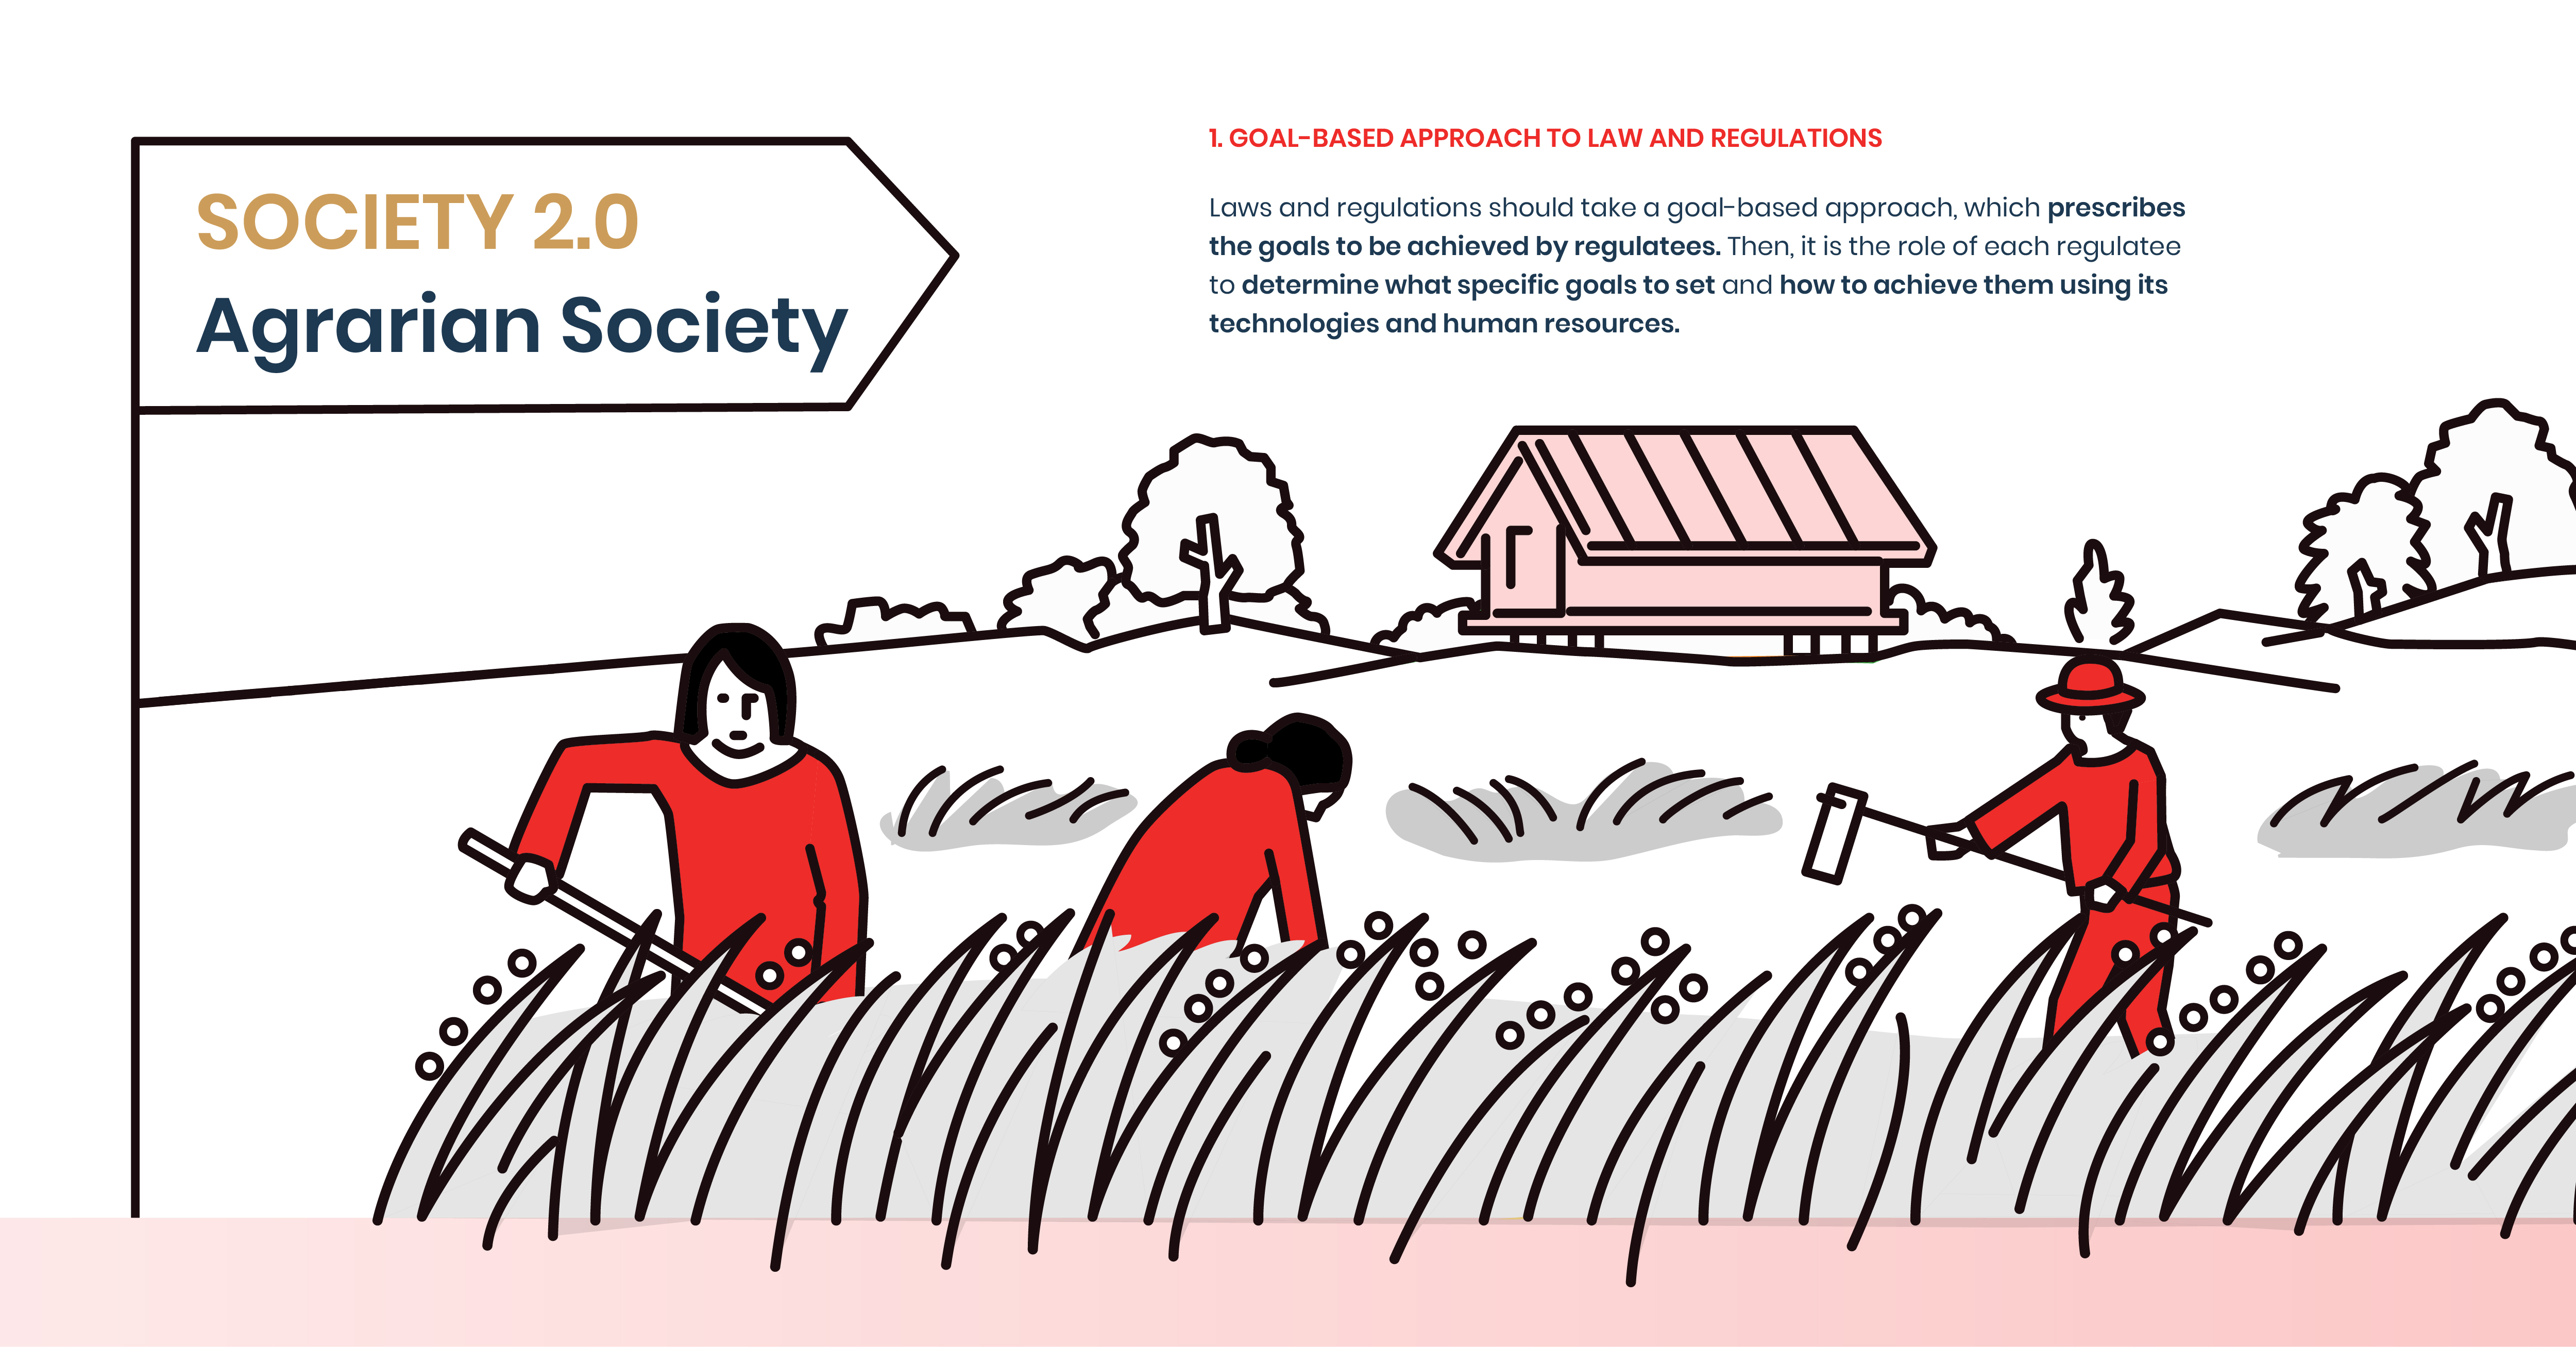 SOCIETY 2.0
Agrarian Society
1. GOAL-BASED APPROACH TO LAW AND REGULATIONS
Laws and regulations should take a goal-based approach, which prescribes
the goals to be achieved by regulatees. Then, it is the role of each regulatee
to determine what specific goals to set and how to achieve them using its
technologies and human resources.